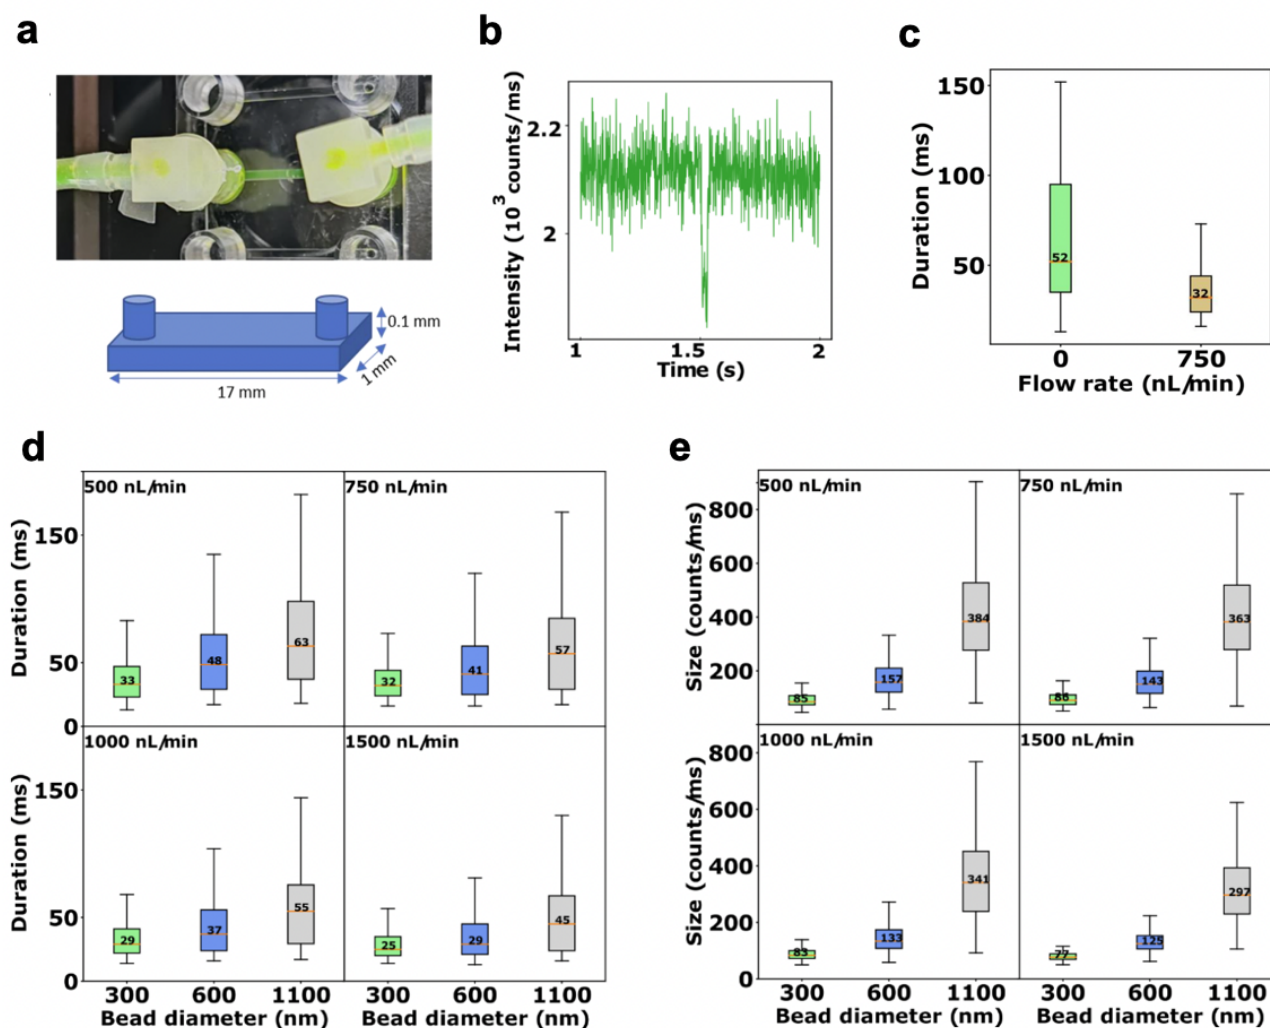 a
0.1 mm
1 mm
17 mm
b
Intensity (10³ counts/ms)
2.2
2
1
1.5
2
Time (s)
c
Duration (ms)
150
100
50
52
32
0
750
Flow rate (nL/min)
d
500 nL/min
750 nL/min
Duration (ms)
150
50
0
33
48
63
32
41
57
1000 nL/min
1500 nL/min
Duration (ms)
150
50
0
29
37
55
25
29
45
300
600
1100
300
600
1100
Bead diameter (nm)
Bead diameter (nm)
e
500 nL/min
750 nL/min
Size (counts/ms)
800
600
400
200
85
157
384
86
143
363
1000 nL/min
1500 nL/min
Size (counts/ms)
800
600
400
200
0
83
133
341
77
125
297
300
600
1100
300
600
1100
Bead diameter (nm)
Bead diameter (nm)